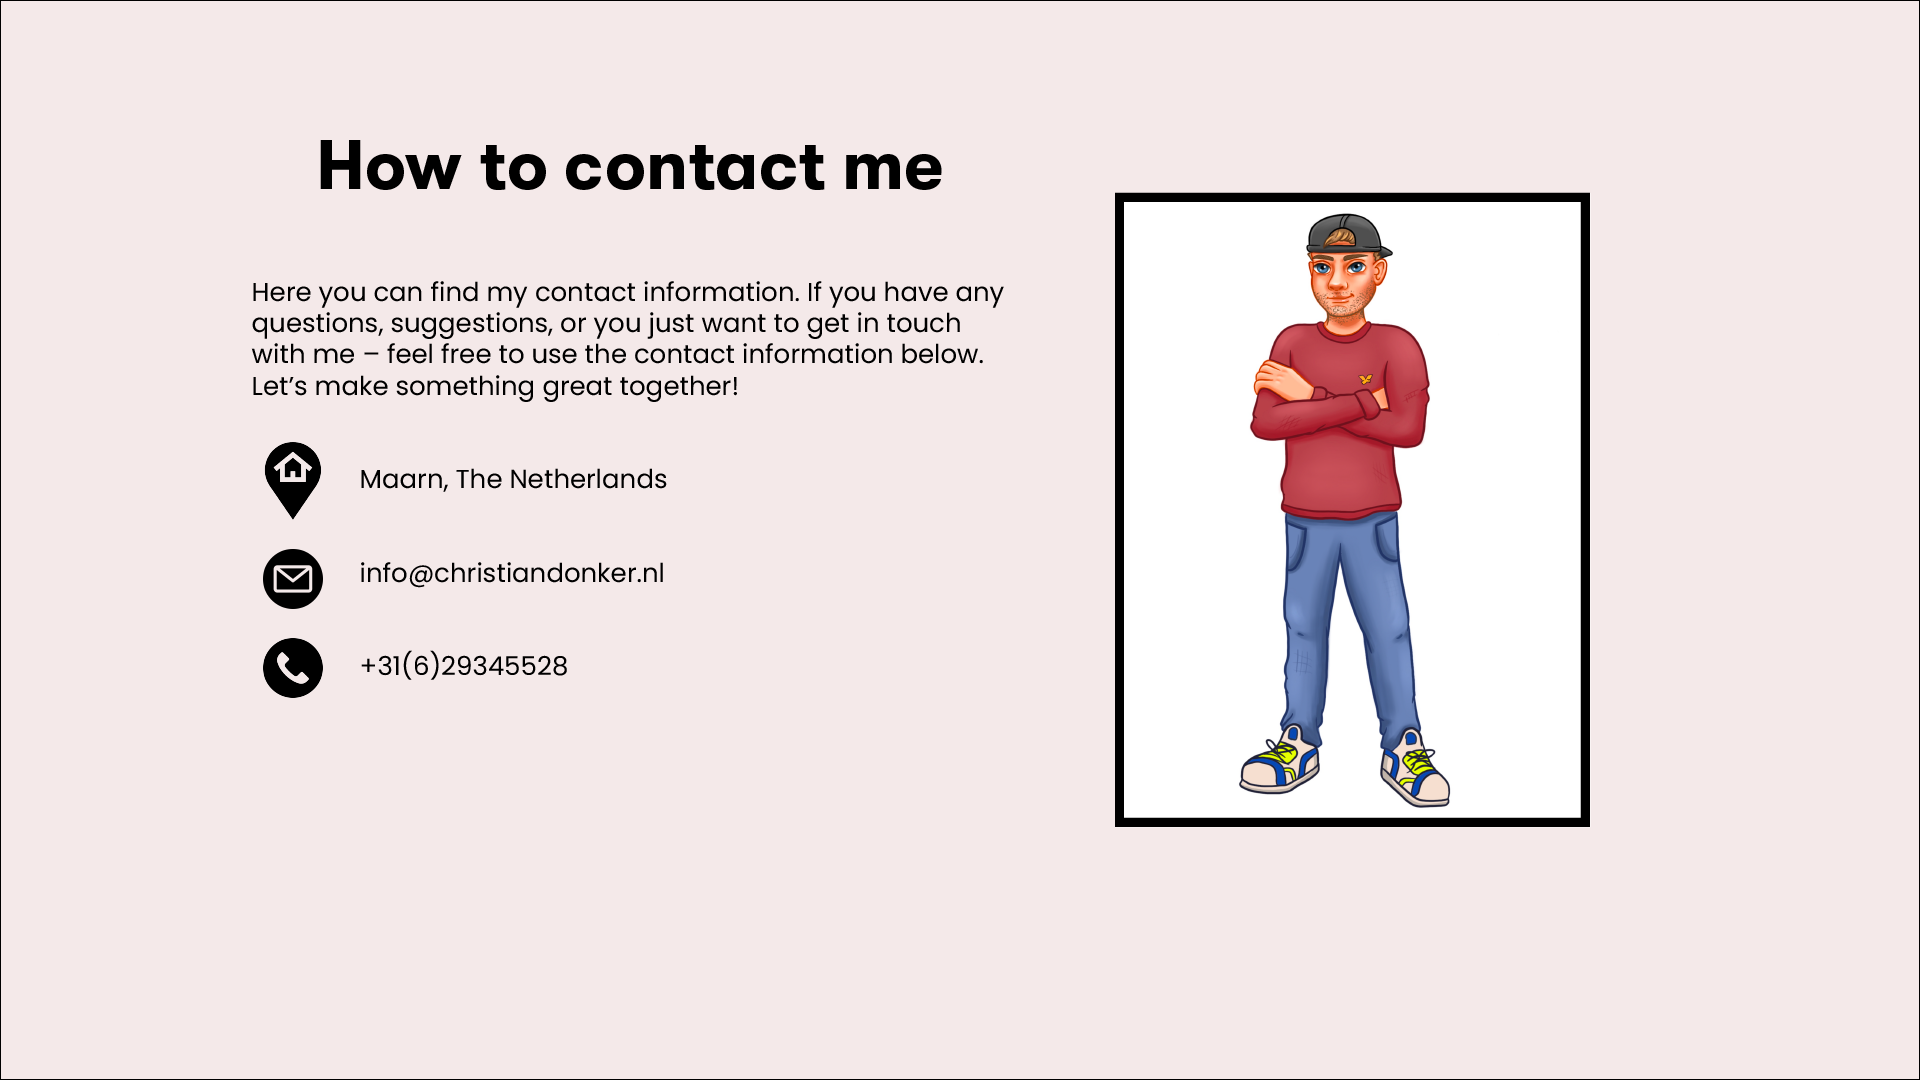 How to contact me
Here you can find my contact information. If you have any
questions, suggestions, or you just want to get in touch
with me – feel free to use the contact information below.
Let’s make something great together!
Maarn, The Netherlands
info@christiandonker.nl
+31(6)29345528